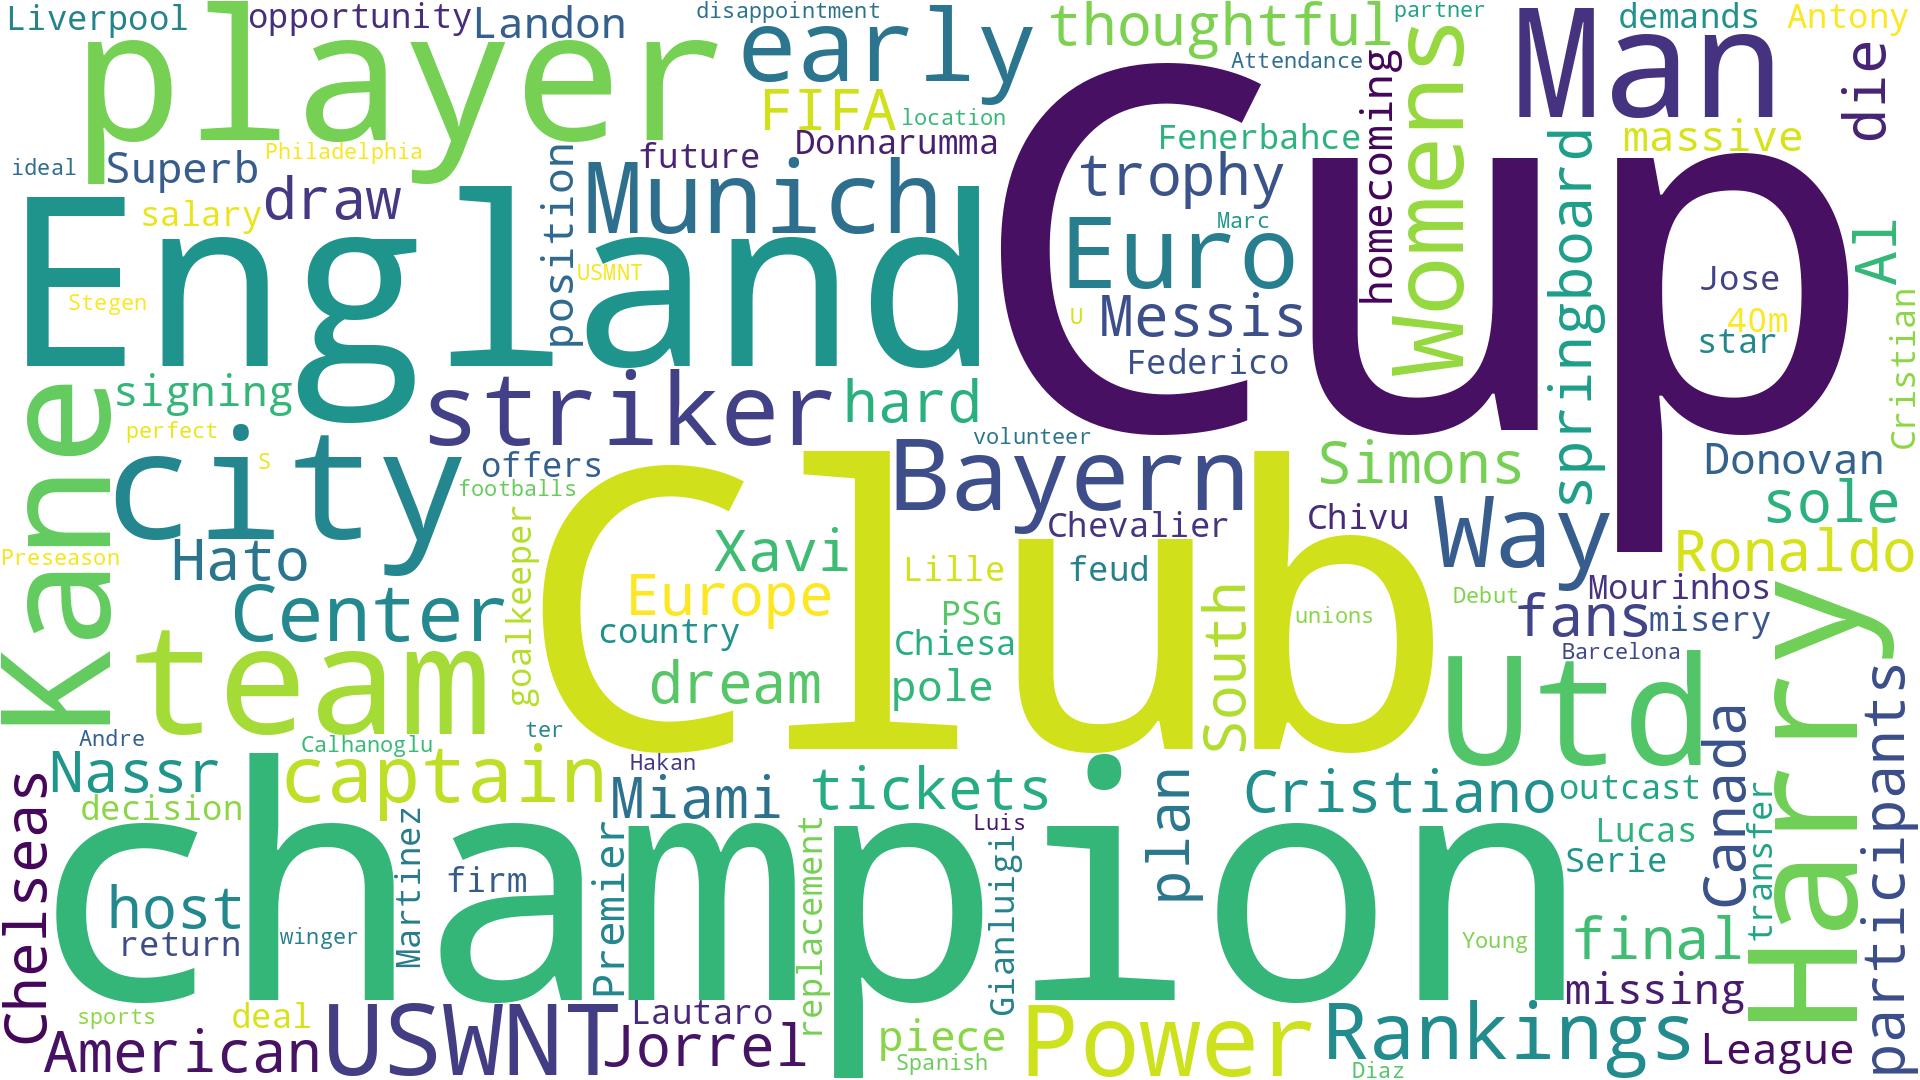 Liverpool
opportunity
Landon
disappointment
early
thoughtful
partner
Man
demands
Antony
player
FIFA
location
Attendance
homecoming
Womens
die
Donnarumma
Fenerbahce
massive
ideal
Superb
Philadelphia
future
Munich
trophy
Cup
springboard
salary
draw
position
Euro
Marc
Al
England
USMNT
Stegen
U
Messis
Federico
Jose
40m
star
Cristian
Kane
signing
striker
hard
perfect
city
S
offers
footballs
volunteer
Bayern
Simons
Donovan
sole
Hato
goalkeeper
Club
Xavi
Chevalier
Chivu
Way
Ronaldo
Preseason
Center
Europe
Lille
feud
Mourinhos
country
PSG
South
unions
Debut
fans
misery
team
dream
Chiesa
pole
Barcelona
Utd
Harry
participants
Andre
ter
Calhanoglu
Nassr
captain
Hakan
Miami
tickets
plan
Cristiano
outcast
Canada
Chelseas
decision
champion
Martinez
Premier
replacement
Luis
Gianluigi
Lucas
Serie
transfer
host
return
firm
winger
Young
final
missing
sports
deal
American
USWNT
Lautaro
Jorrel
piece
Spanish
Power
Rankings
Diaz
League